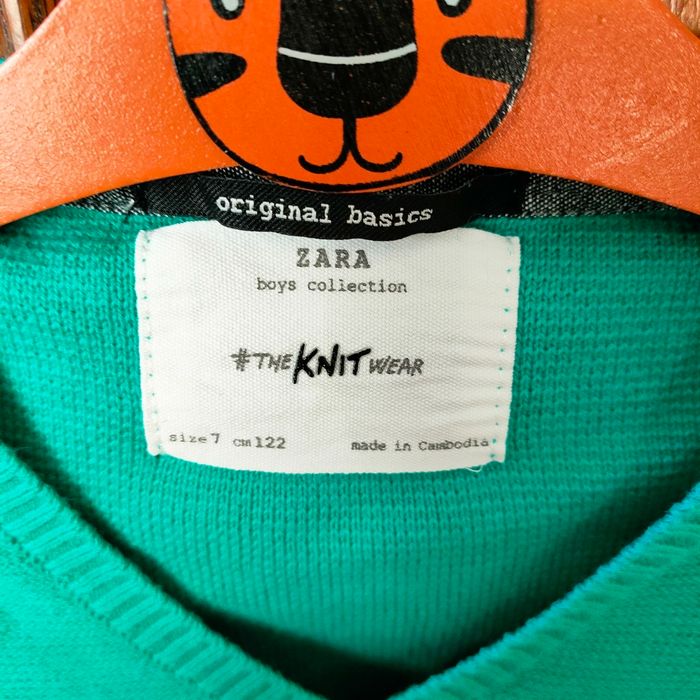 original basics
ZARA
boys collection
#THE KNIT WEAR
size 7 cm 122 made in Cambodia